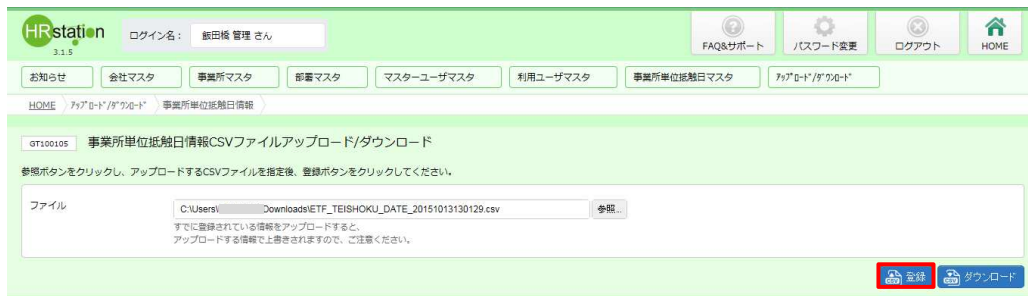 HRstation
3.1.5
ログイン名： 飯田橋 管理 さん
FAQ&サポート
パスワード変更
ログアウト
HOME
お知らせ
会社マスタ
事業所マスタ
部署マスタ
マスターユーザマスタ
利用ユーザマスタ
事業所単位抵触日マスタ
ｱｯﾌﾟﾛｰﾄﾞ/ﾀﾞｳﾝﾛｰﾄﾞ
HOME ｱｯﾌﾟﾛｰﾄﾞ/ﾀﾞｳﾝﾛｰﾄﾞ 事業所単位抵触日情報
GT100105 事業所単位抵触日情報CSVファイルアップロード/ダウンロード
参照ボタンをクリックし、アップロードするCSVファイルを指定後、登録ボタンをクリックしてください。
ファイル
C:\Users\ Downloads\ETF_TEISHOKU_DATE_20151013130129.csv 参照...
すでに登録されている情報をアップロードすると、
アップロードする情報で上書きされますので、ご注意ください。
CSV 登録
CSV ダウンロード